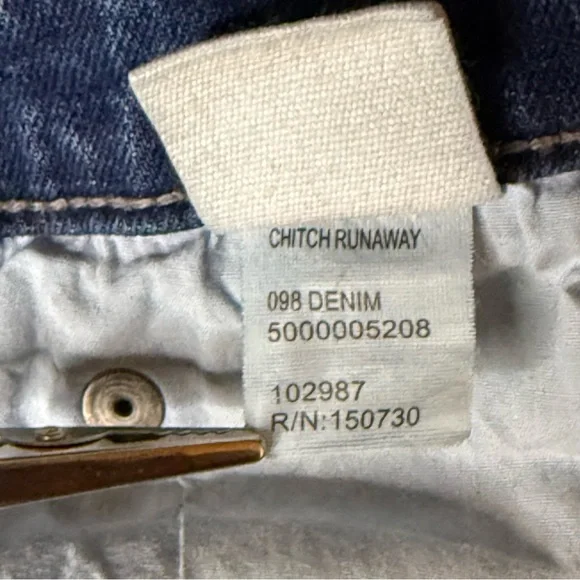 CHITCH RUNAWAY
098 DENIM
5000005208
102987
R/N:150730